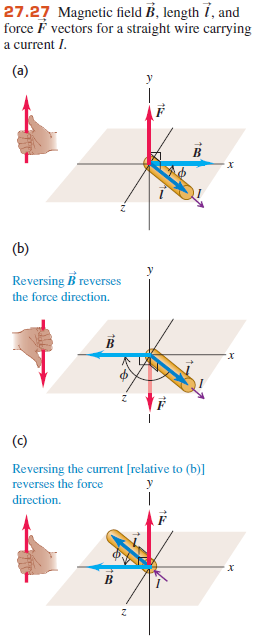 27.27 Magnetic field B⃗, length l⃗, and
force F⃗ vectors for a straight wire carrying
a current I.
(a)
y
F⃗
B⃗
x
ϕ
l⃗
I
z
(b)
Reversing B⃗ reverses
the force direction.
y
B⃗
x
ϕ
l⃗
I
z
F⃗
(c)
Reversing the current [relative to (b)]
reverses the force
direction.
y
F⃗
l⃗
ϕ
x
B⃗
I
z